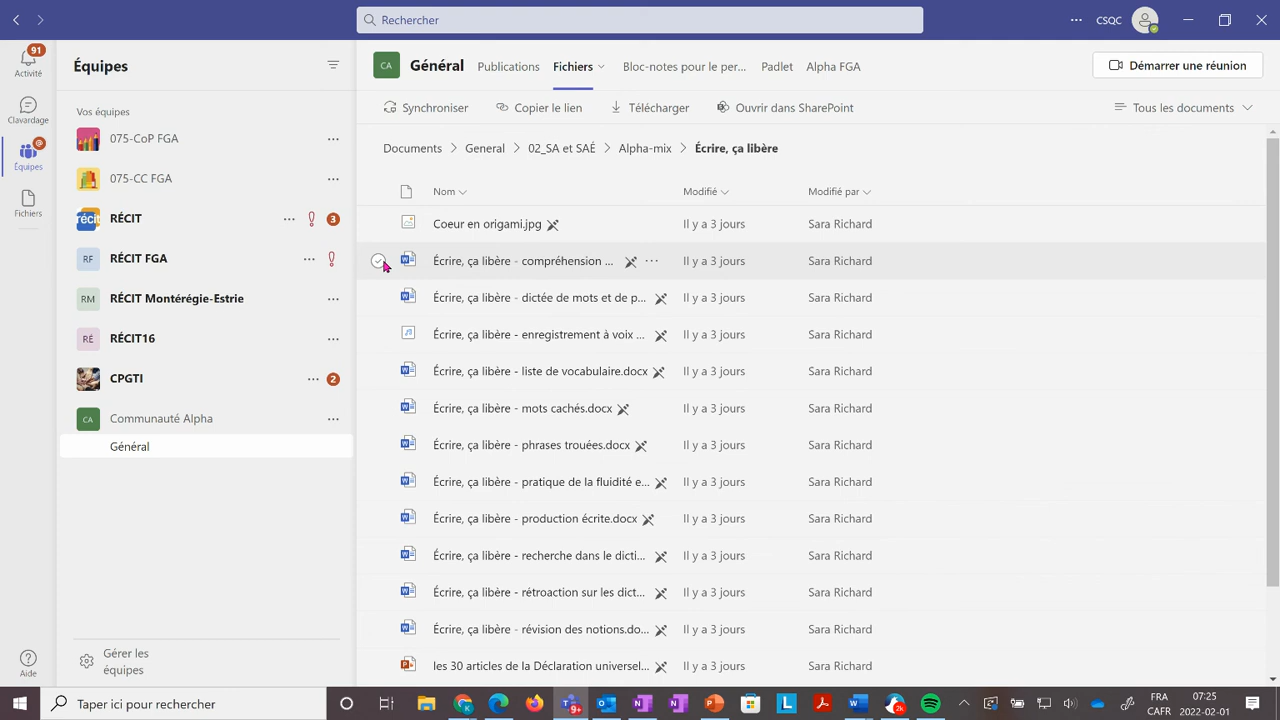 Rechercher
CSQC
91
Activité
Clavardage
Équipes
Fichiers
Aide
Équipes
Vos équipes
075-CoP FGA
075-CC FGA
récit
RÉCIT
3
RF
RÉCIT FGA
RM
RÉCIT Montérégie-Estrie
RÉ
RÉCIT16
CPGTI
2
CA
Communauté Alpha
Général
Gérer les
équipes
CA
Général
Publications
Fichiers
Bloc-notes pour le per...
Padlet
Alpha FGA
Démarrer une réunion
Synchroniser
Copier le lien
Télécharger
Ouvrir dans SharePoint
Tous les documents
Documents > General > 02_SA et SAÉ > Alpha-mix > Écrire, ça libère
Nom
Modifié
Modifié par
Coeur en origami.jpg
Il y a 3 jours
Sara Richard
Écrire, ça libère - compréhension ...
Il y a 3 jours
Sara Richard
Écrire, ça libère - dictée de mots et de p...
Il y a 3 jours
Sara Richard
Écrire, ça libère - enregistrement à voix ...
Il y a 3 jours
Sara Richard
Écrire, ça libère - liste de vocabulaire.docx
Il y a 3 jours
Sara Richard
Écrire, ça libère - mots cachés.docx
Il y a 3 jours
Sara Richard
Écrire, ça libère - phrases trouées.docx
Il y a 3 jours
Sara Richard
Écrire, ça libère - pratique de la fluidité e...
Il y a 3 jours
Sara Richard
Écrire, ça libère - production écrite.docx
Il y a 3 jours
Sara Richard
Écrire, ça libère - recherche dans le dicti...
Il y a 3 jours
Sara Richard
Écrire, ça libère - rétroaction sur les dict...
Il y a 3 jours
Sara Richard
Écrire, ça libère - révision des notions.do...
Il y a 3 jours
Sara Richard
les 30 articles de la Déclaration universel...
Il y a 3 jours
Sara Richard
Taper ici pour rechercher
9+
2k
FRA
CAFR
07:25
2022-02-01